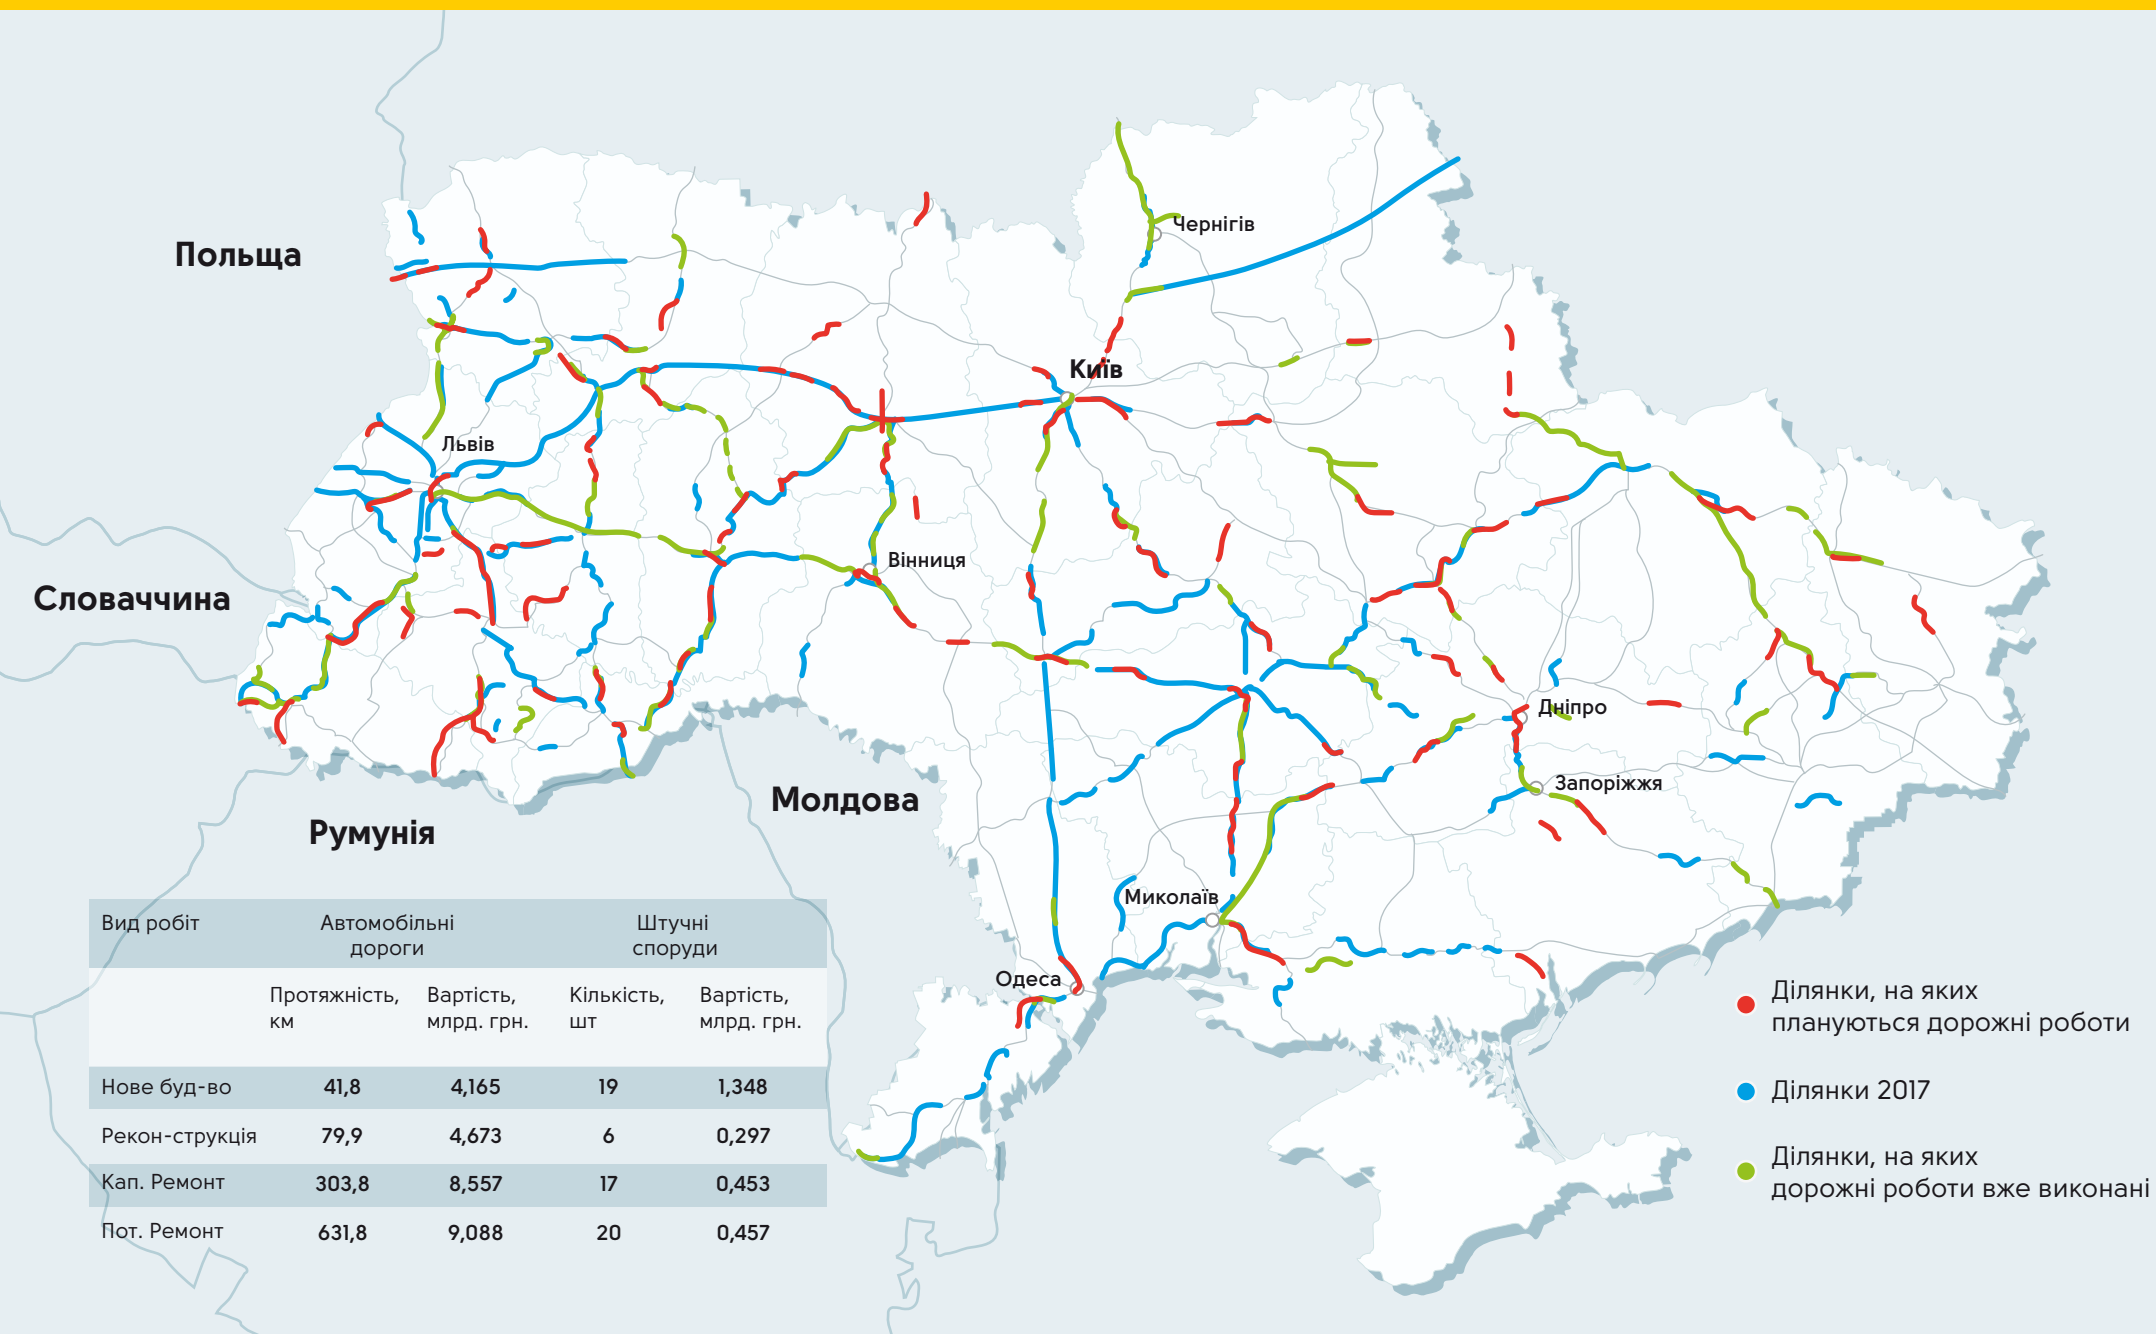 Чернігів
Польща
Київ
Львів
Вінниця
Словаччина
Дніпро
Запоріжжя
Молдова
Румунія
Миколаїв
Одеса
Вид робіт Автомобільні дороги Штучні споруди
Протяжність, км Вартість, млрд. грн. Кількість, шт Вартість, млрд. грн.
Нове буд-во 41,8 4,165 19 1,348
Рекон-струкція 79,9 4,673 6 0,297
Кап. Ремонт 303,8 8,557 17 0,453
Пот. Ремонт 631,8 9,088 20 0,457
Ділянки, на яких
плануються дорожні роботи
Ділянки 2017
Ділянки, на яких
дорожні роботи вже виконані